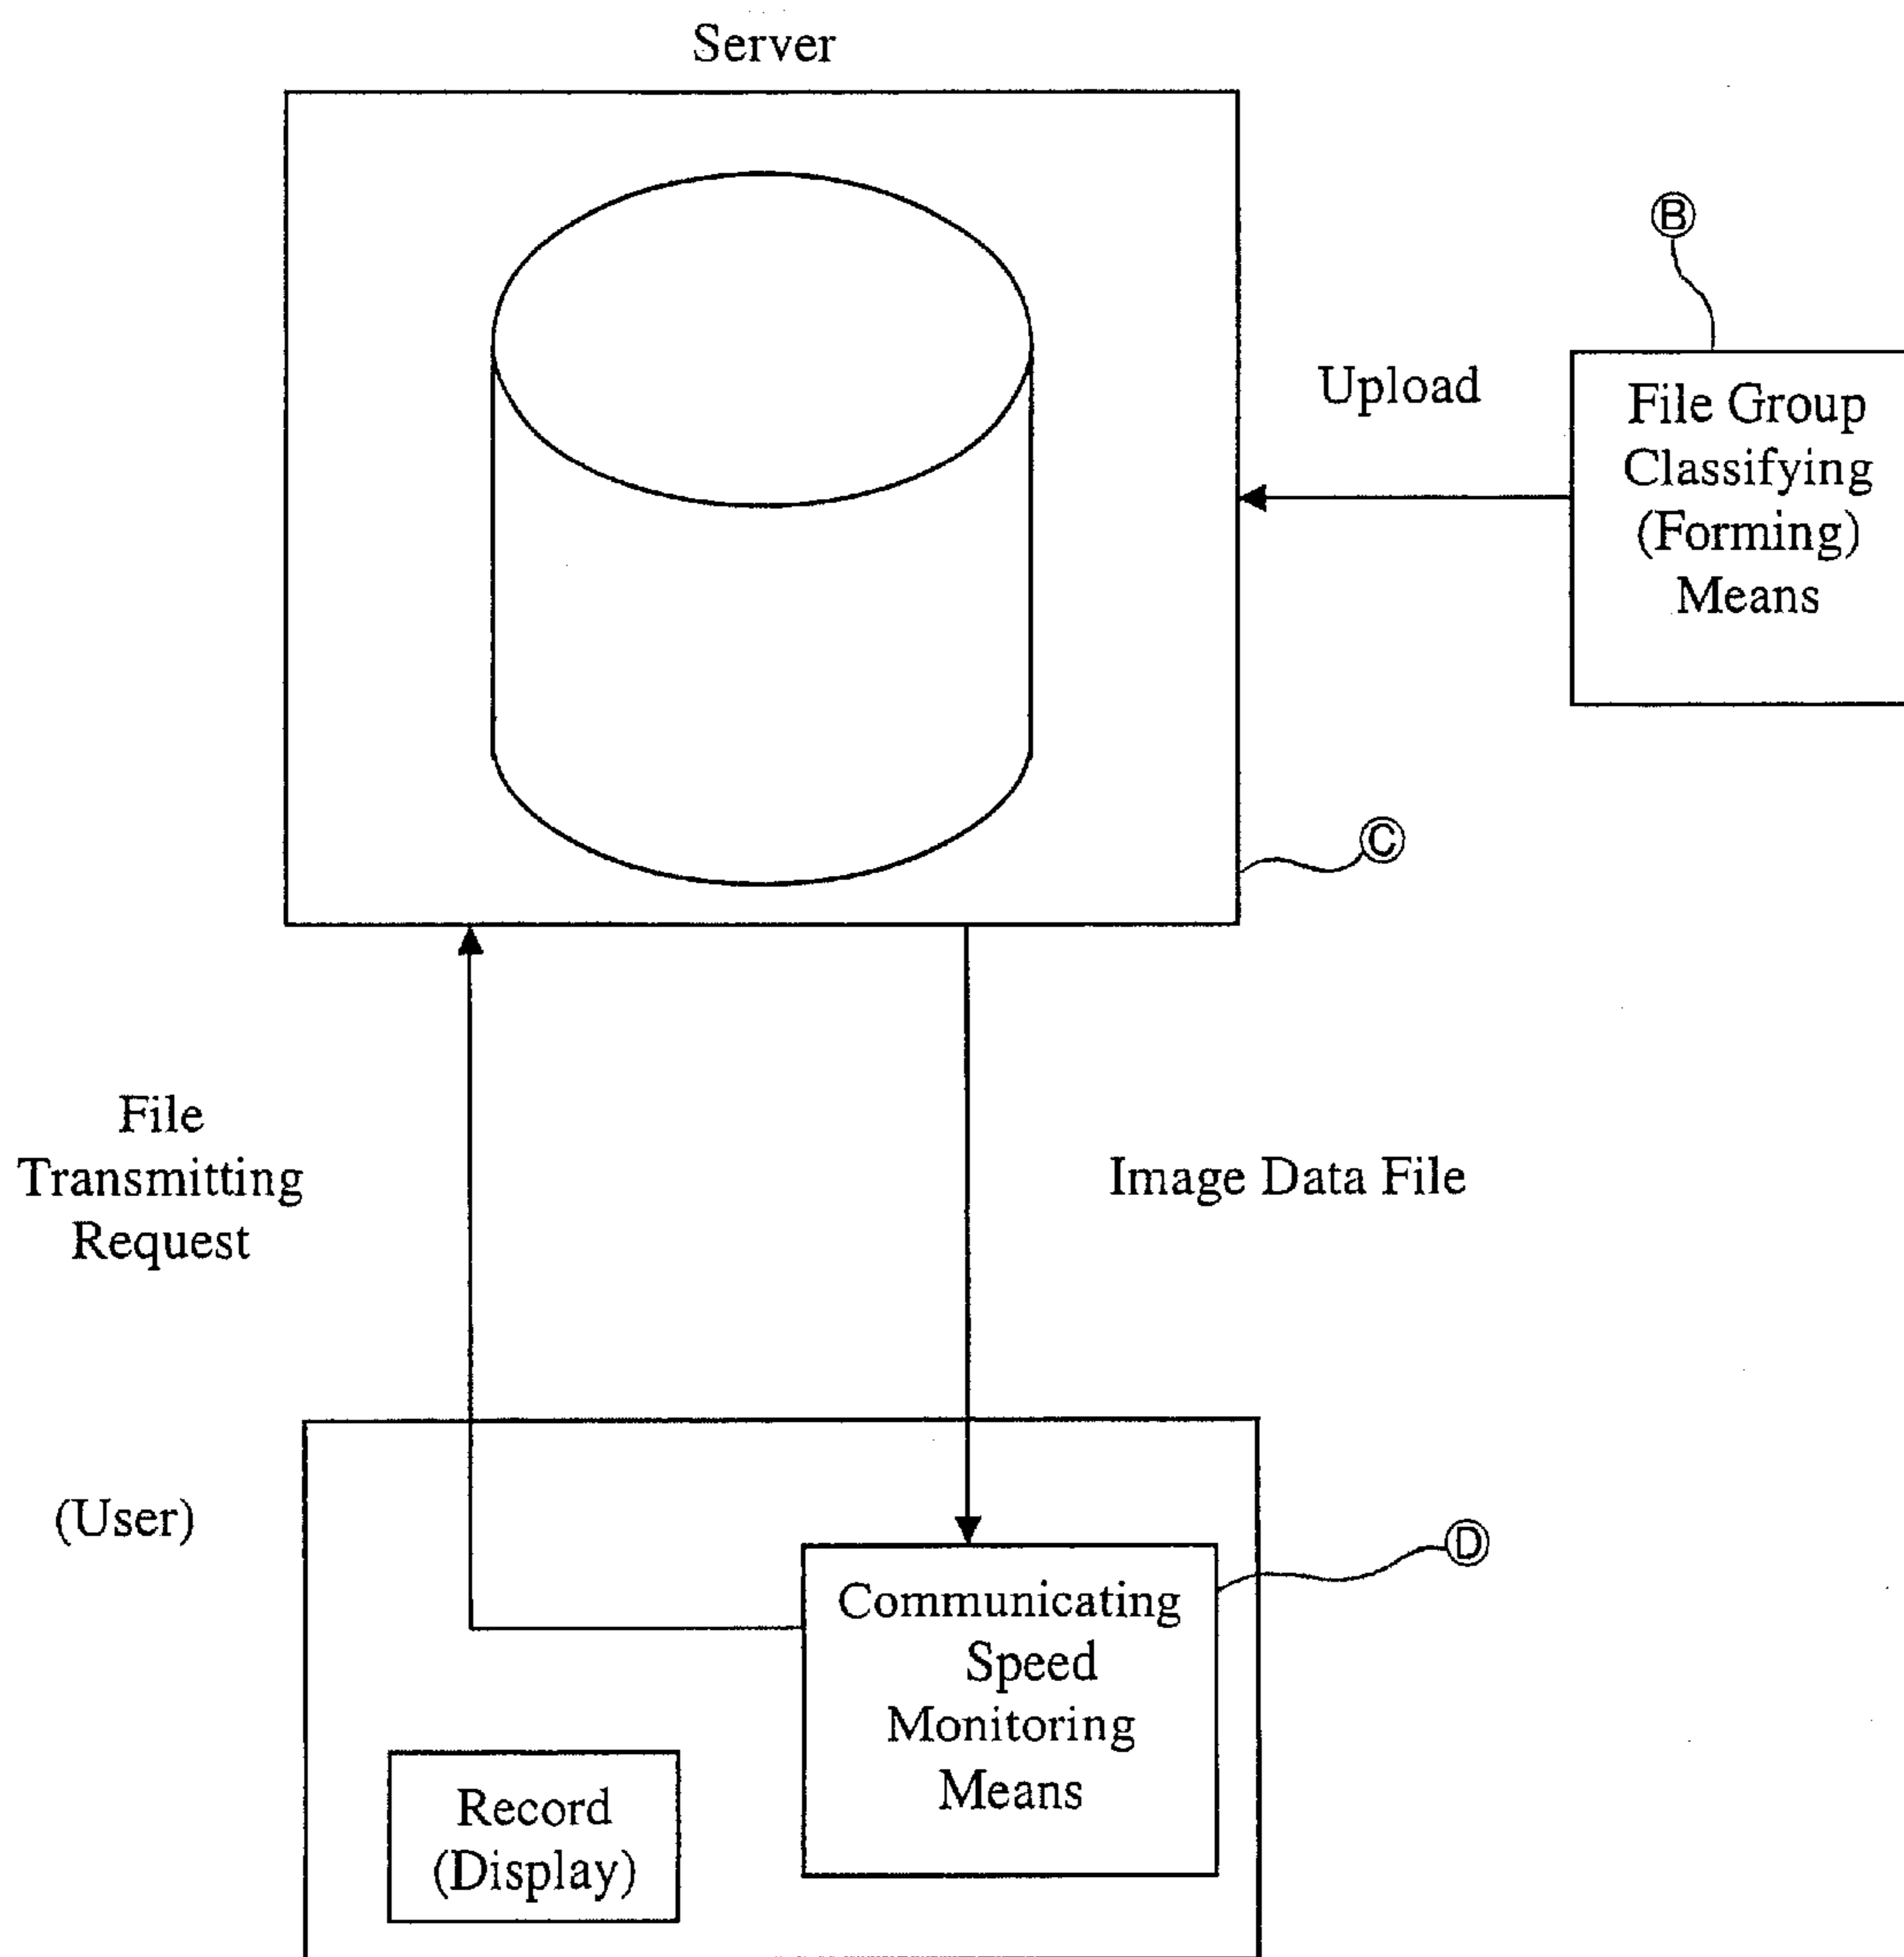 Server
Ⓑ
Upload
File Group
Classifying
(Forming)
Means
Ⓒ
File
Transmitting
Request
Image Data File
(User)
Ⓓ
Communicating
Speed
Monitoring
Means
Record
(Display)